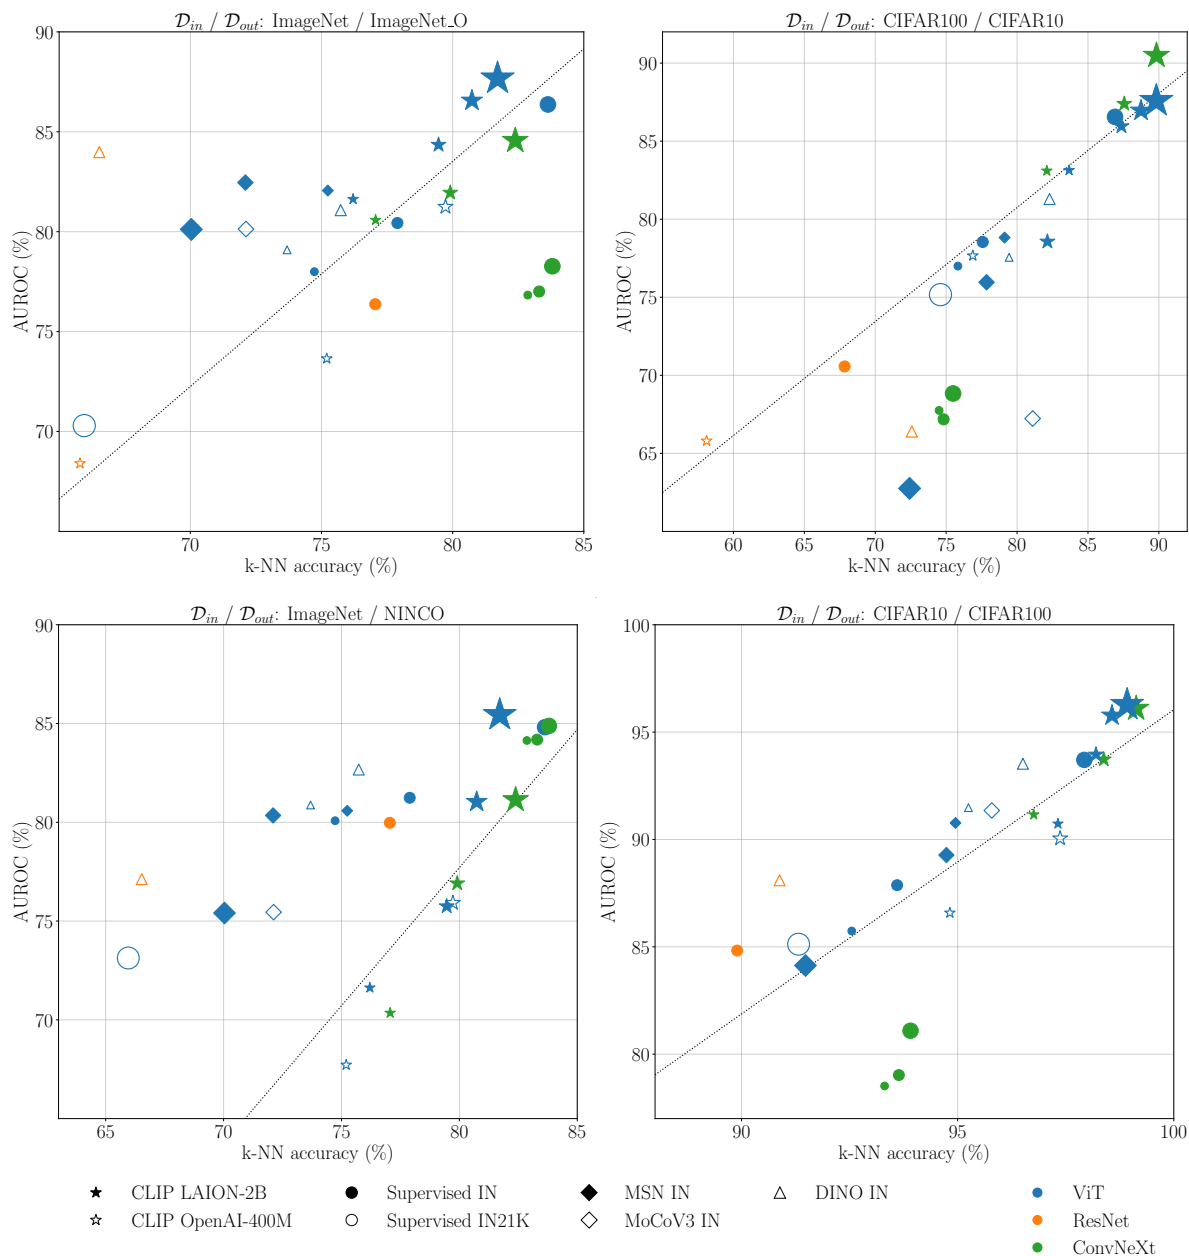 𝒟in / 𝒟out: ImageNet / ImageNet_O
90
85
80
75
70
AUROC (%)
70 75 80 85
k-NN accuracy (%)
𝒟in / 𝒟out: CIFAR100 / CIFAR10
90
85
80
75
70
65
AUROC (%)
60 65 70 75 80 85 90
k-NN accuracy (%)
𝒟in / 𝒟out: ImageNet / NINCO
90
85
80
75
70
AUROC (%)
65 70 75 80 85
k-NN accuracy (%)
𝒟in / 𝒟out: CIFAR10 / CIFAR100
100
95
90
85
80
AUROC (%)
90 95 100
k-NN accuracy (%)
CLIP LAION-2B Supervised IN MSN IN DINO IN ViT
CLIP OpenAI-400M Supervised IN21K MoCoV3 IN ResNet
ConvNeXt